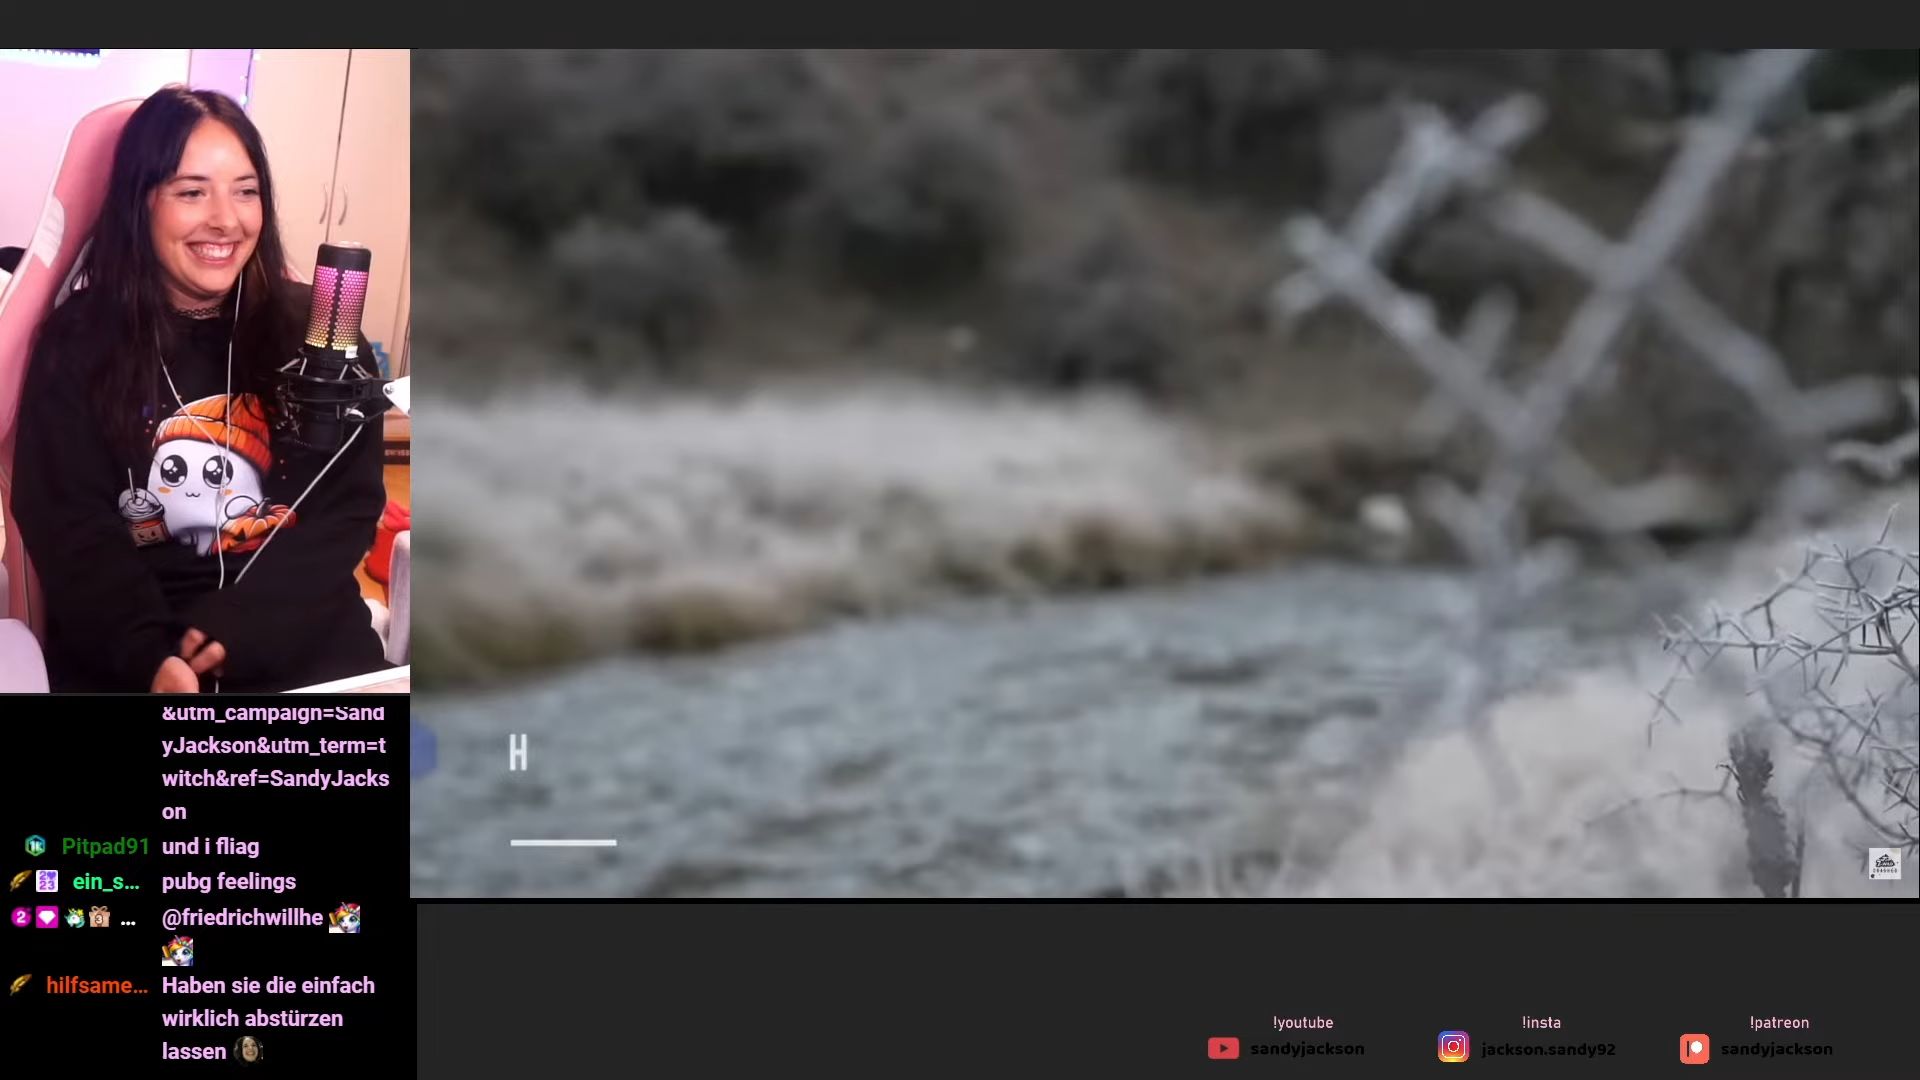 &utm_campaign=Sand
yJackson&utm_term=t
witch&ref=SandyJacks
on
Pitpad91 und i fliag
ein_s... pubg feelings
... @friedrichwillhe
hilfsame... Haben sie die einfach
wirklich abstürzen
lassen
H
!youtube
sandyjackson
!insta
jackson.sandy92
!patreon
sandyjackson